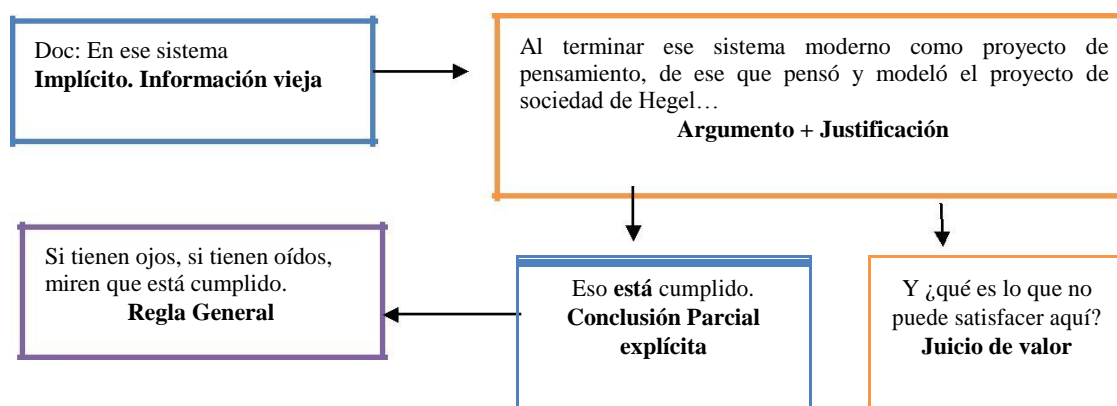 Doc: En ese sistema
Implícito. Información vieja
Al terminar ese sistema moderno como proyecto de
pensamiento, de ese que pensó y modeló el proyecto de
sociedad de Hegel…
Argumento + Justificación
Si tienen ojos, si tienen oídos,
miren que está cumplido.
Regla General
Eso está cumplido.
Conclusión Parcial
explícita
Y ¿qué es lo que no
puede satisfacer aquí?
Juicio de valor